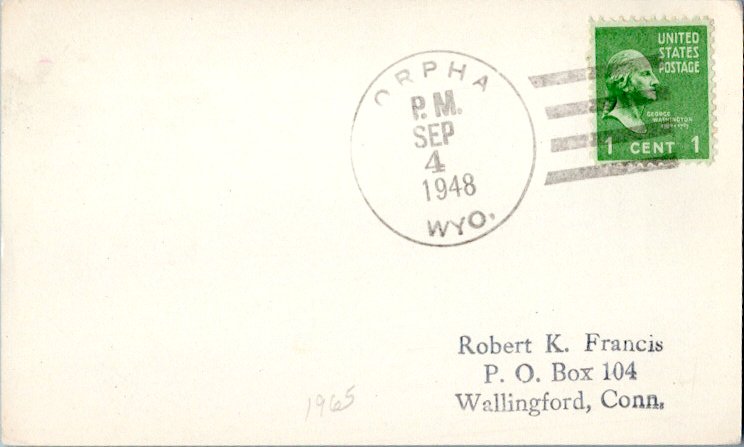 ORPHA
P.M.
SEP
4
1948
WYO.
UNITED
STATES
POSTAGE
GEORGE
WASHINGTON
1 CENT 1
Robert K. Francis
P. O. Box 104
Wallingford, Conn.
1965